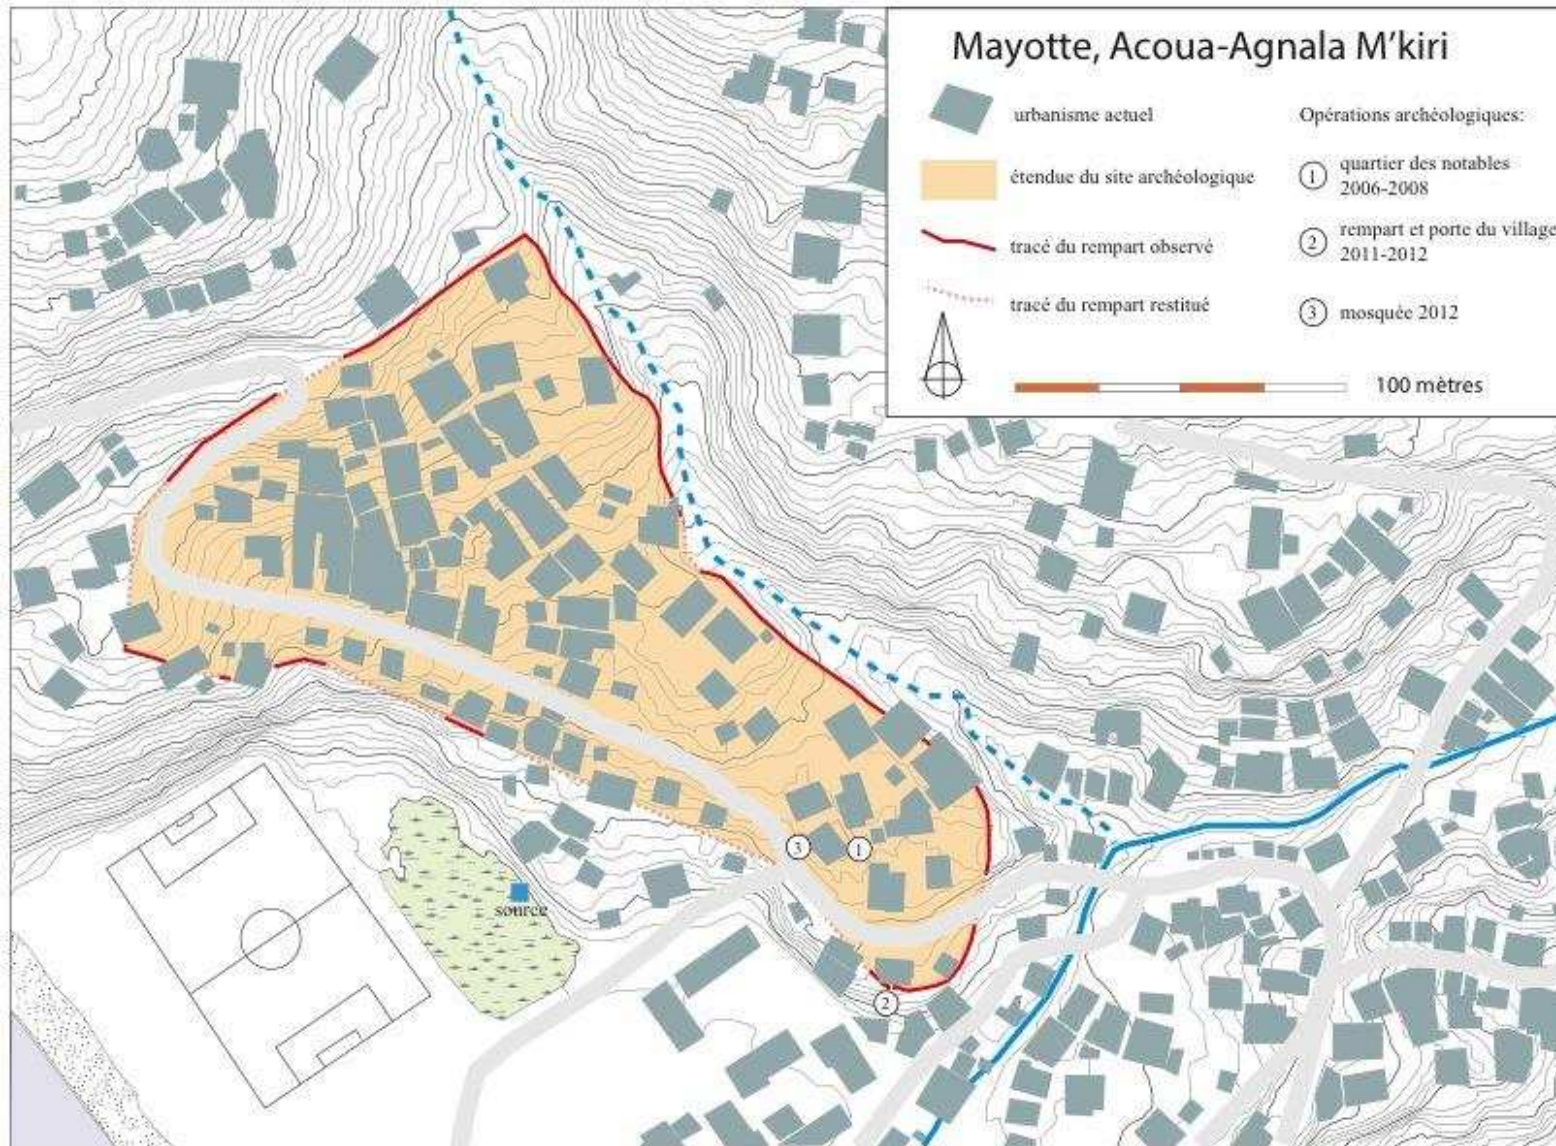 Mayotte, Acoua-Agnala M'kiri
urbanisme actuel
étendue du site archéologique
tracé du rempart observé
tracé du rempart restitué
Opérations archéologiques:
1 quartier des notables
2006-2008
2 rempart et porte du village
2011-2012
3 mosquée 2012
100 mètres
3
1
source
2